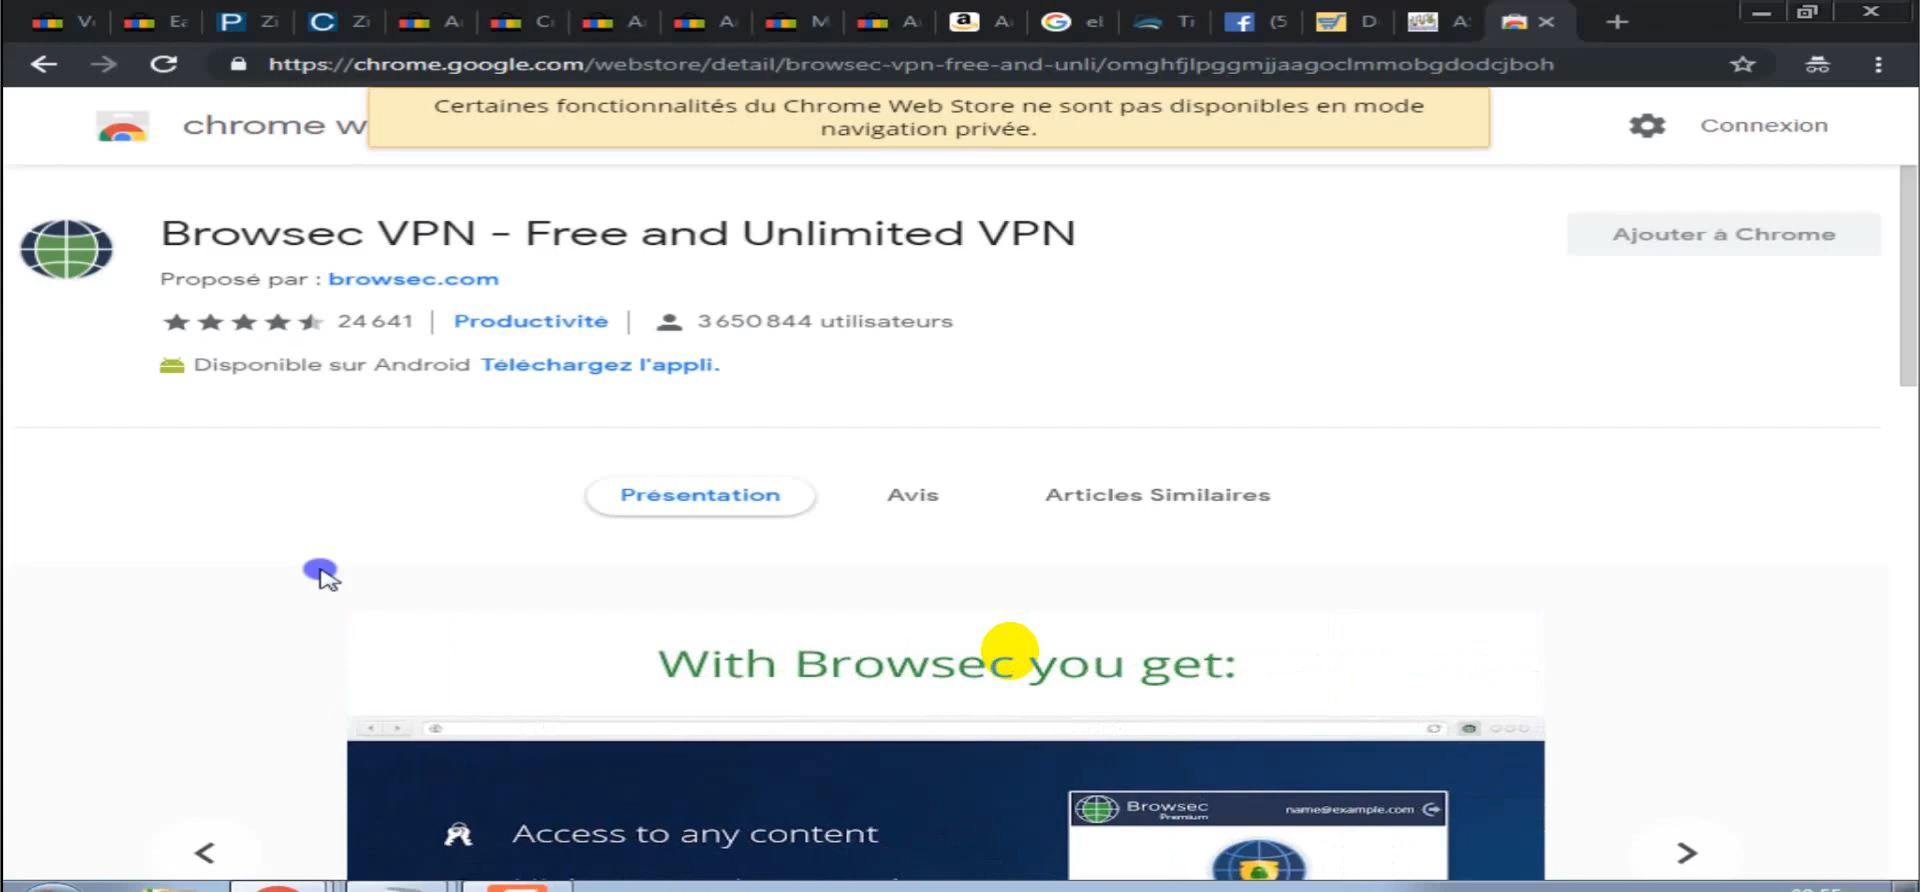 https://chrome.google.com/webstore/detail/browsec-vpn-free-and-unli/omghfjlpggmjjaagoclmmobgdodcjboh
Certaines fonctionnalités du Chrome Web Store ne sont pas disponibles en mode
navigation privée.
chrome w
Connexion
Browsec VPN - Free and Unlimited VPN
Ajouter à Chrome
Proposé par : browsec.com
24 641 | Productivité | 3 650 844 utilisateurs
Disponible sur Android Téléchargez l'appli.
Présentation Avis Articles Similaires
With Browsec you get:
Browsec
Premium
name@example.com
Access to any content